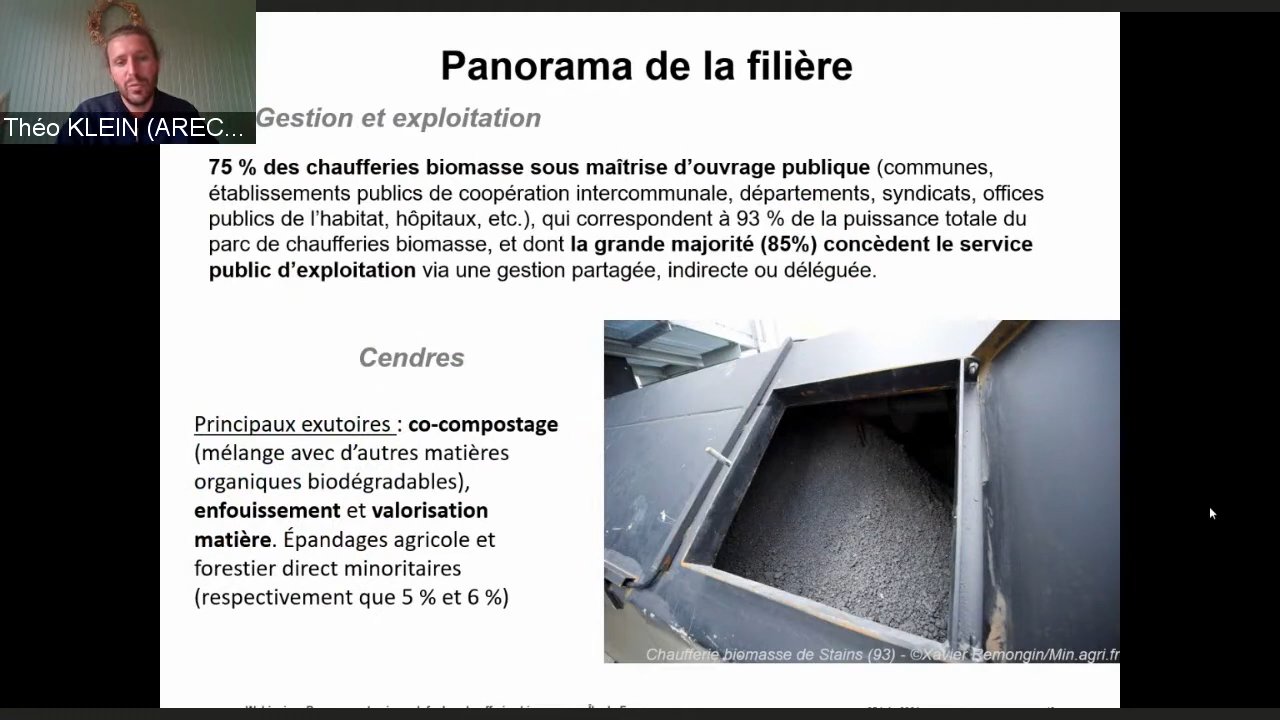 Panorama de la filière
Théo KLEIN (AREC...
Gestion et exploitation
75 % des chaufferies biomasse sous maîtrise d’ouvrage publique (communes,
établissements publics de coopération intercommunale, départements, syndicats, offices
publics de l’habitat, hôpitaux, etc.), qui correspondent à 93 % de la puissance totale du
parc de chaufferies biomasse, et dont la grande majorité (85%) concèdent le service
public d’exploitation via une gestion partagée, indirecte ou déléguée.
Cendres
Principaux exutoires : co-compostage
(mélange avec d’autres matières
organiques biodégradables),
enfouissement et valorisation
matière. Épandages agricole et
forestier direct minoritaires
(respectivement que 5 % et 6 %)
Chaufferie biomasse de Stains (93) - ©Xavier Remongin/Min.agri.fr